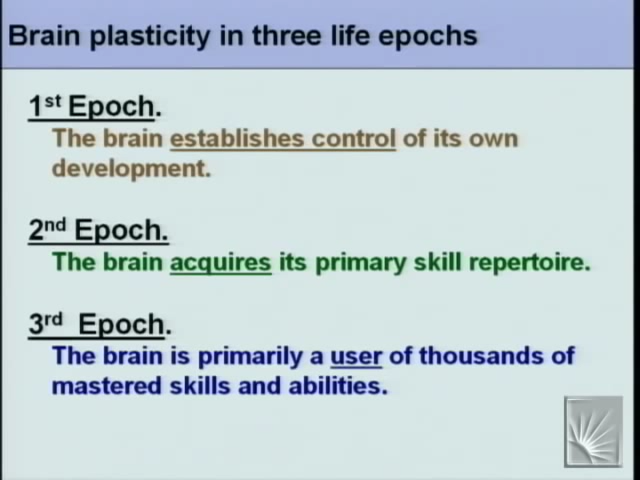 Brain plasticity in three life epochs
1st Epoch.
The brain establishes control of its own
development.
2nd Epoch.
The brain acquires its primary skill repertoire.
3rd Epoch.
The brain is primarily a user of thousands of
mastered skills and abilities.